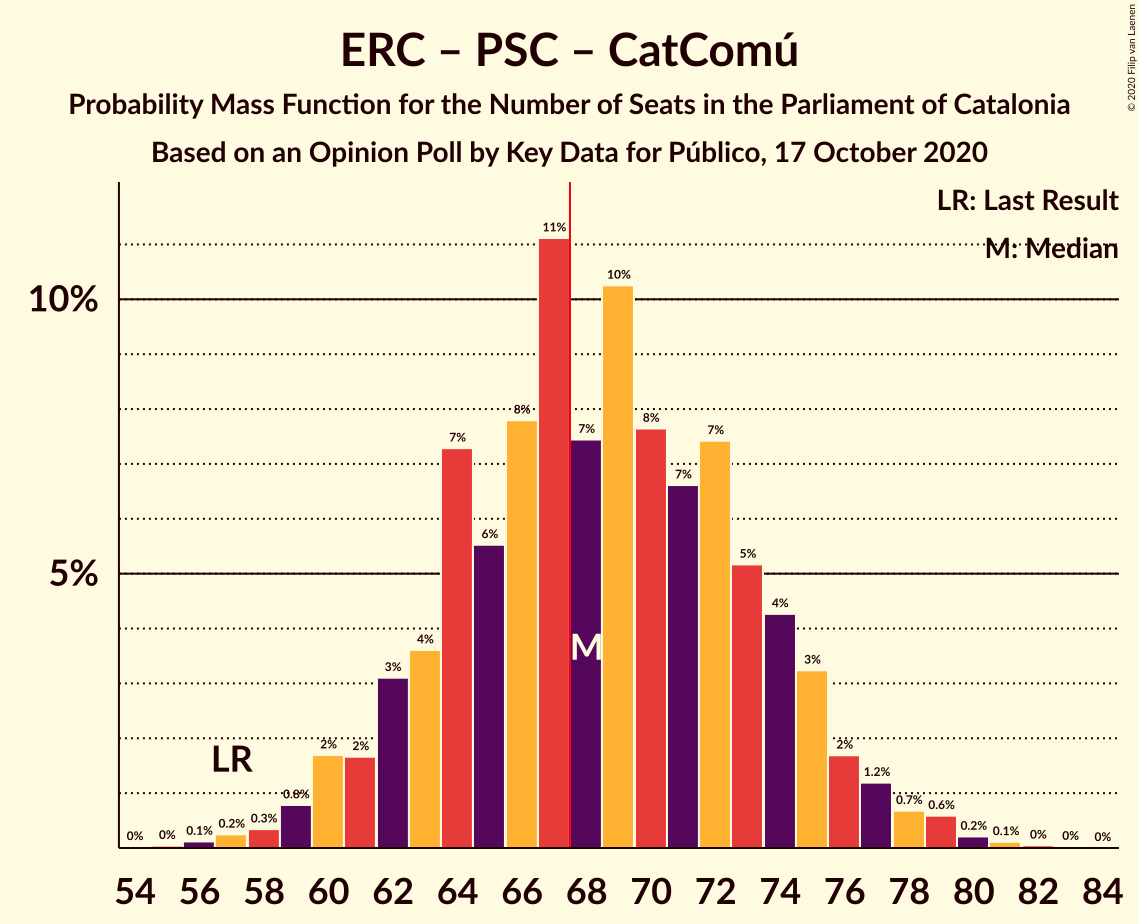 ERC – PSC – CatComú
Probability Mass Function for the Number of Seats in the Parliament of Catalonia
Based on an Opinion Poll by Key Data for Público, 17 October 2020
© 2020 Filip van Laenen
LR: Last Result
M: Median
10%
5%
0% 0% 0.1% 0.2% 0.3% 0.8% 2% 2% 3% 4% 7% 6% 8% 11% 7% 10% 8% 7% 7% 5% 4% 3% 2% 1.2% 0.7% 0.6% 0.2% 0.1% 0% 0% 0%
LR
M
54 56 58 60 62 64 66 68 70 72 74 76 78 80 82 84